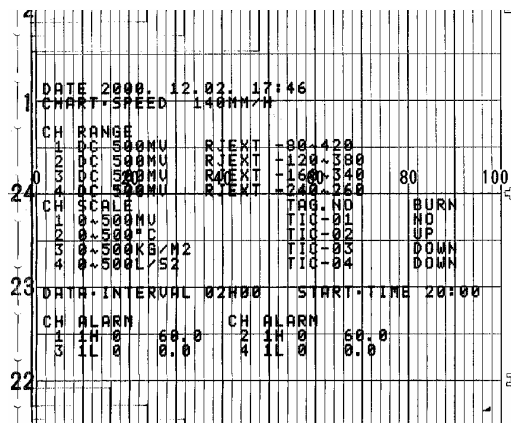 DATE 2000. 12.02. 17:46
CHART·SPEED 140MM/H
CH RANGE
1 DC 500MV RJEXT -80~420
2 DC 500MV RJEXT -120~380
3 DC 500MV RJEXT -160~340
0 20 40 60 80 100
4 DC 500MV RJEXT -240~260
24
CH SCALE TAG.NO BURN
1 0~500MV TIC-01 NO
2 0~500°C TIC-02 UP
3 0~500KG/M2 TIC-03 DOWN
4 0~500L/S2 TIC-04 DOWN
23
DATA·INTERVAL 02H00 START·TIME 20:00
CH ALARM CH ALARM
1 1H 0 60.0 2 1H 0 60.0
3 1L 0 0.0 4 1L 0 0.0
22